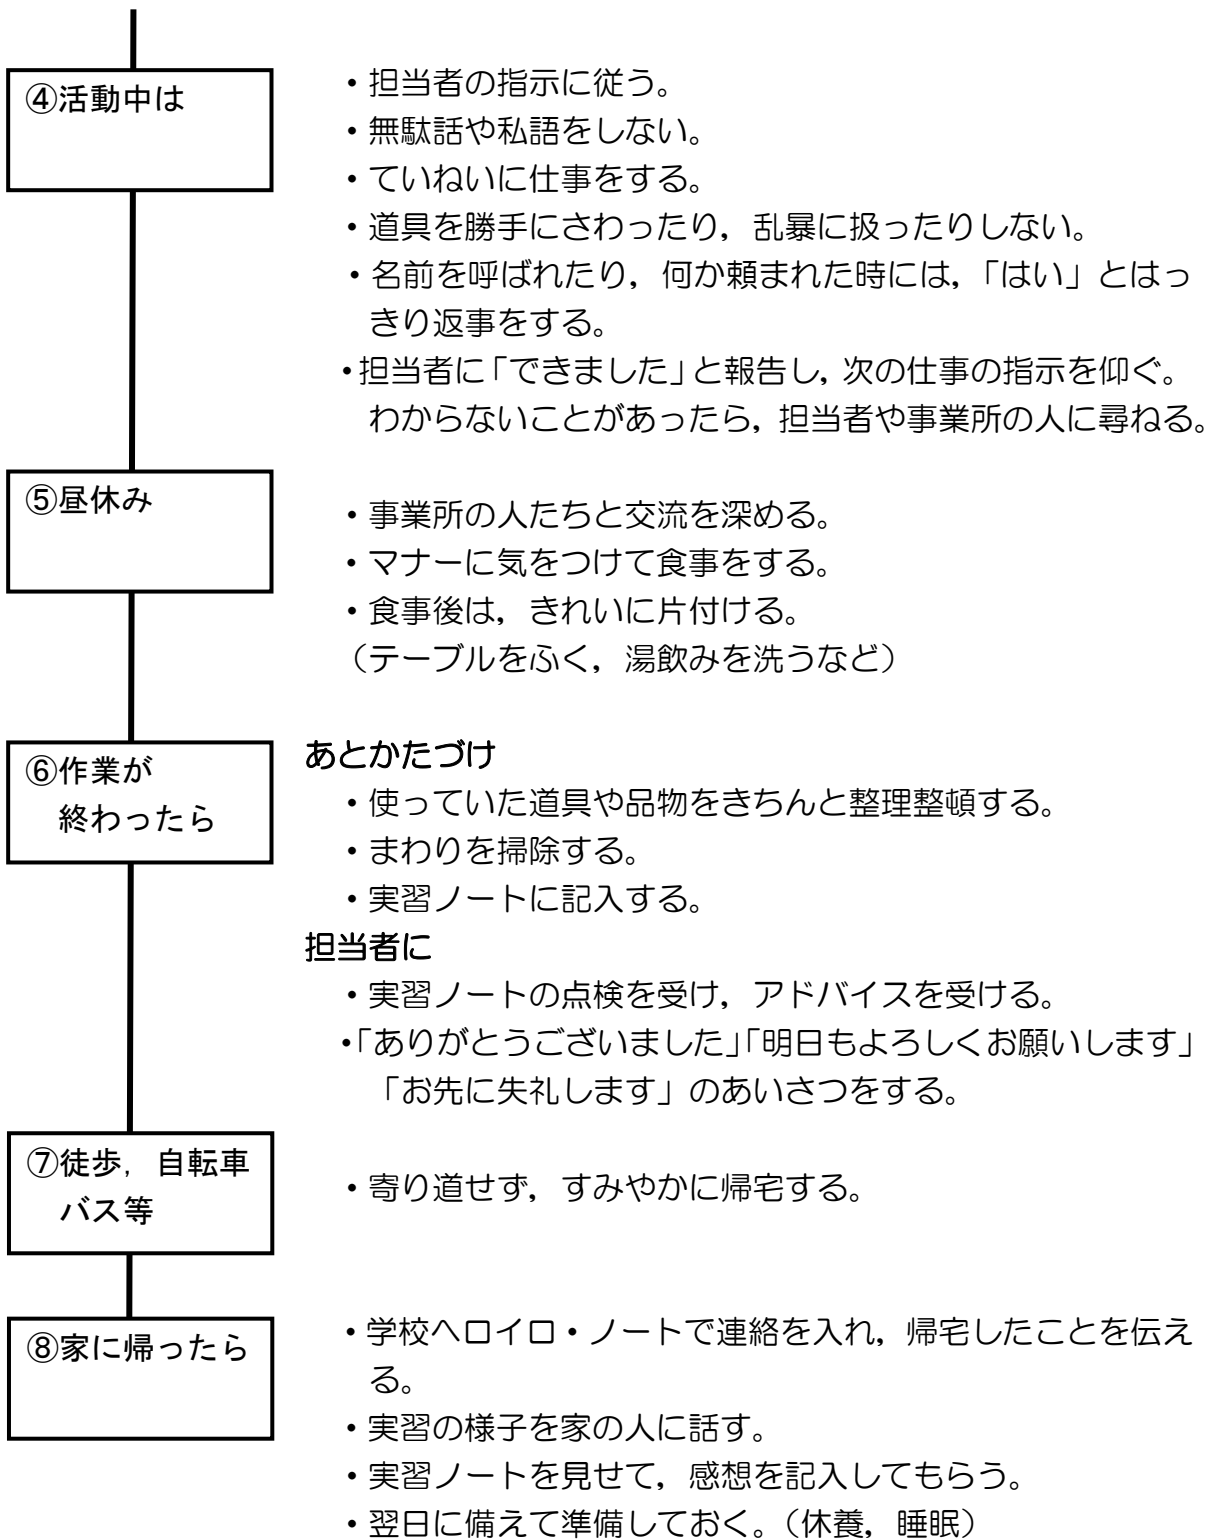 ④活動中は
・担当者の指示に従う。
・無駄話や私語をしない。
・ていねいに仕事をする。
・道具を勝手にさわったり，乱暴に扱ったりしない。
・名前を呼ばれたり，何か頼まれた時には，「はい」とはっ
きり返事をする。
・担当者に「できました」と報告し，次の仕事の指示を仰ぐ。
わからないことがあったら，担当者や事業所の人に尋ねる。
⑤昼休み
・事業所の人たちと交流を深める。
・マナーに気をつけて食事をする。
・食事後は，きれいに片付ける。
（テーブルをふく，湯飲みを洗うなど）
⑥作業が
終わったら
あとかたづけ
・使っていた道具や品物をきちんと整理整頓する。
・まわりを掃除する。
・実習ノートに記入する。
担当者に
・実習ノートの点検を受け，アドバイスを受ける。
・「ありがとうございました」「明日もよろしくお願いします」
「お先に失礼します」のあいさつをする。
⑦徒歩，自転車
バス等
・寄り道せず，すみやかに帰宅する。
⑧家に帰ったら
・学校へロイロ・ノートで連絡を入れ，帰宅したことを伝え
る。
・実習の様子を家の人に話す。
・実習ノートを見せて，感想を記入してもらう。
・翌日に備えて準備しておく。（休養，睡眠）